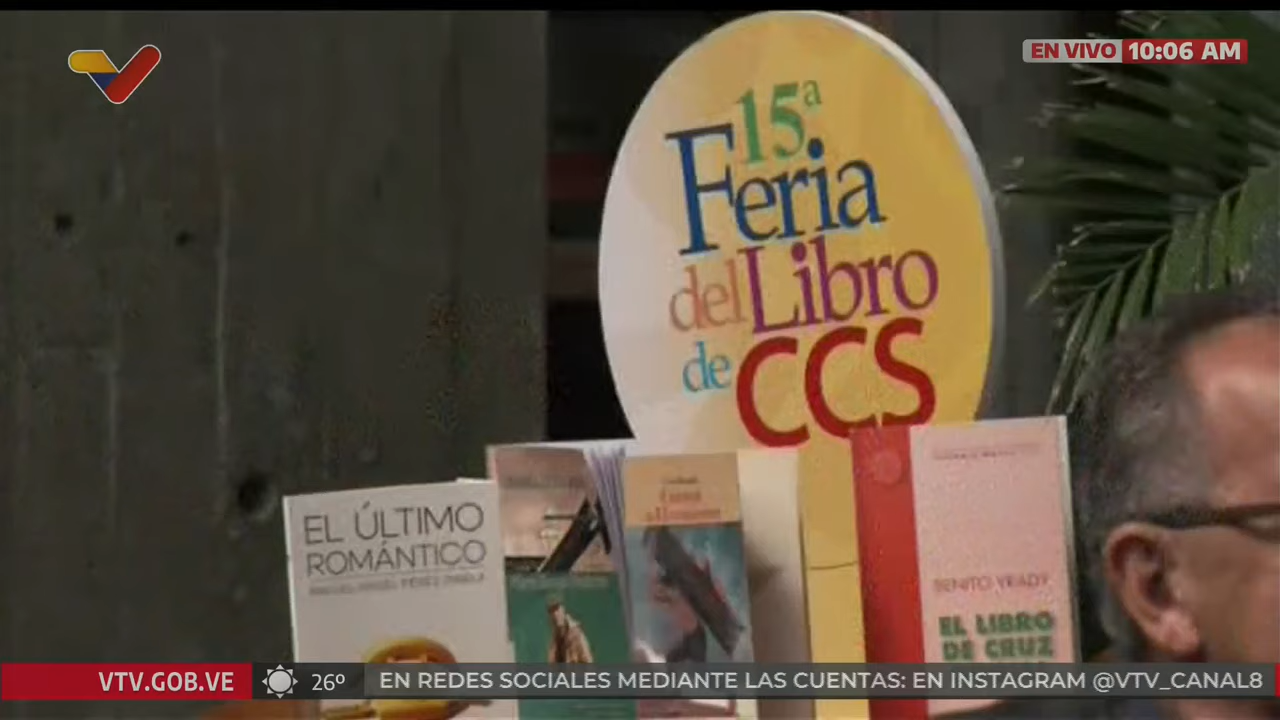 EN VIVO 10:06 AM
15ª
Feria
del Libro
de CCS
EL ÚLTIMO
ROMÁNTICO
BENITO YRADY
EL LIBRO
DE CRUZ
VTV.GOB.VE 26º EN REDES SOCIALES MEDIANTE LAS CUENTAS: EN INSTAGRAM @VTV_CANAL8